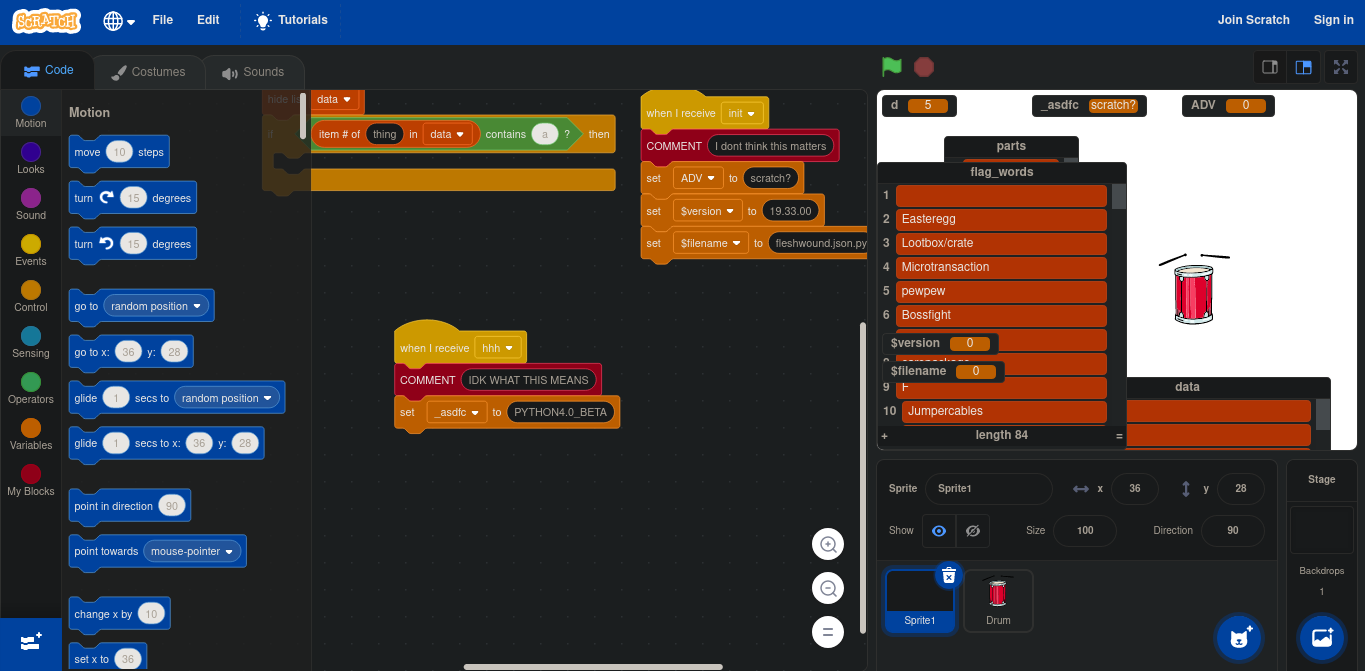 SCRATCH
File Edit Tutorials Join Scratch Sign in
Code Costumes Sounds
Motion
Looks
Sound
Events
Control
Sensing
Operators
Variables
My Blocks
Motion
move 10 steps
turn 15 degrees
turn 15 degrees
go to random position
go to x: 36 y: 28
glide 1 secs to random position
glide 1 secs to x: 36 y: 28
point in direction 90
point towards mouse-pointer
change x by 10
set x to 36
hide data
if item # of thing in data contains a ? then
when I receive init
COMMENT I dont think this matters
set ADV to scratch?
set $version to 19.33.00
set $filename to fleshwound.json.py
when I receive hhh
COMMENT IDK WHAT THIS MEANS
set _asdfc to PYTHON4.0_BETA
d 5 _asdfc scratch? ADV 0
parts
flag_words
1
2 Easteregg
3 Lootbox/crate
4 Microtransaction
5 pewpew
6 Bossfight
$version 0
$filename 0
9 F
10 Jumpercables
+ length 84 =
data
Sprite Sprite1 x 36 y 28
Show Size 100 Direction 90
Sprite1
Drum
Stage
Backdrops
1